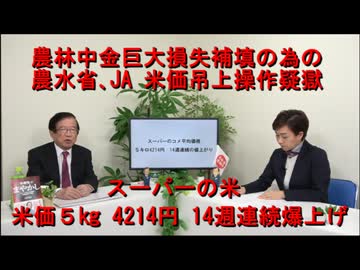 農林中金巨大損失補填の為の
農水省、JA 米価吊上操作疑獄
スーパーのコメ平均価格
5キロ4214円 14週連続の値上がり
まやかし
スーパーの米
米価5㎏ 4214円 14週連続爆上げ